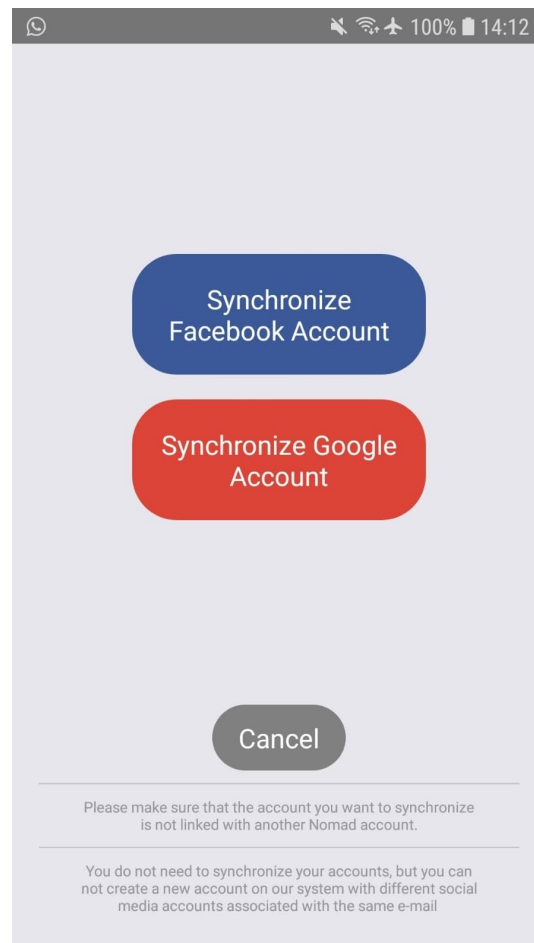 100% 14:12
Synchronize
Facebook Account
Synchronize Google
Account
Cancel
Please make sure that the account you want to synchronize
is not linked with another Nomad account.
You do not need to synchronize your accounts, but you can
not create a new account on our system with different social
media accounts associated with the same e-mail